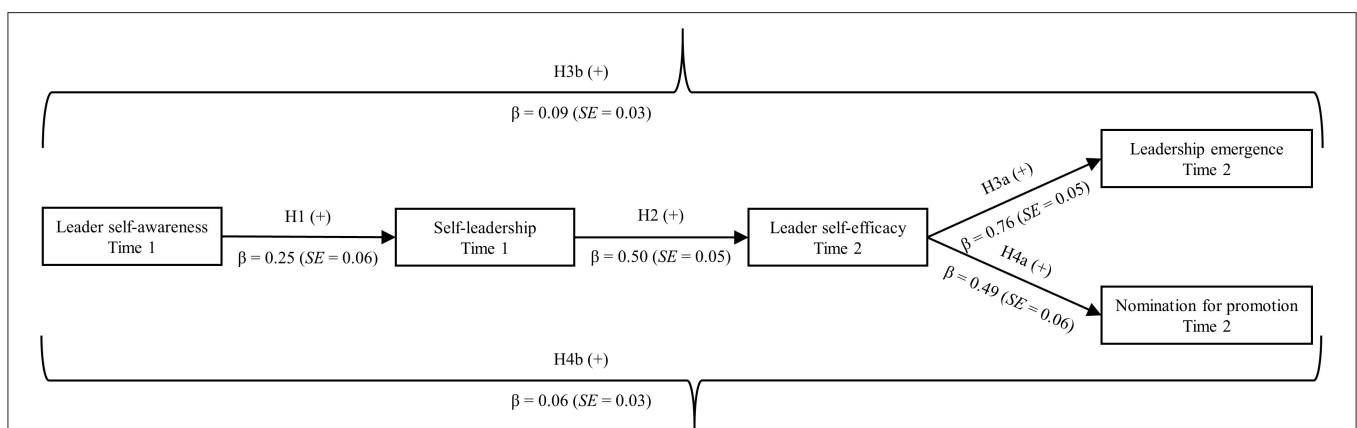 H3b (+)
β = 0.09 (SE = 0.03)
Leadership emergence
Time 2
H3a (+)
β = 0.76 (SE = 0.05)
Leader self-awareness
Time 1
H1 (+)
β = 0.25 (SE = 0.06)
Self-leadership
Time 1
H2 (+)
β = 0.50 (SE = 0.05)
Leader self-efficacy
Time 2
H4a (+)
β = 0.49 (SE = 0.06)
Nomination for promotion
Time 2
H4b (+)
β = 0.06 (SE = 0.03)